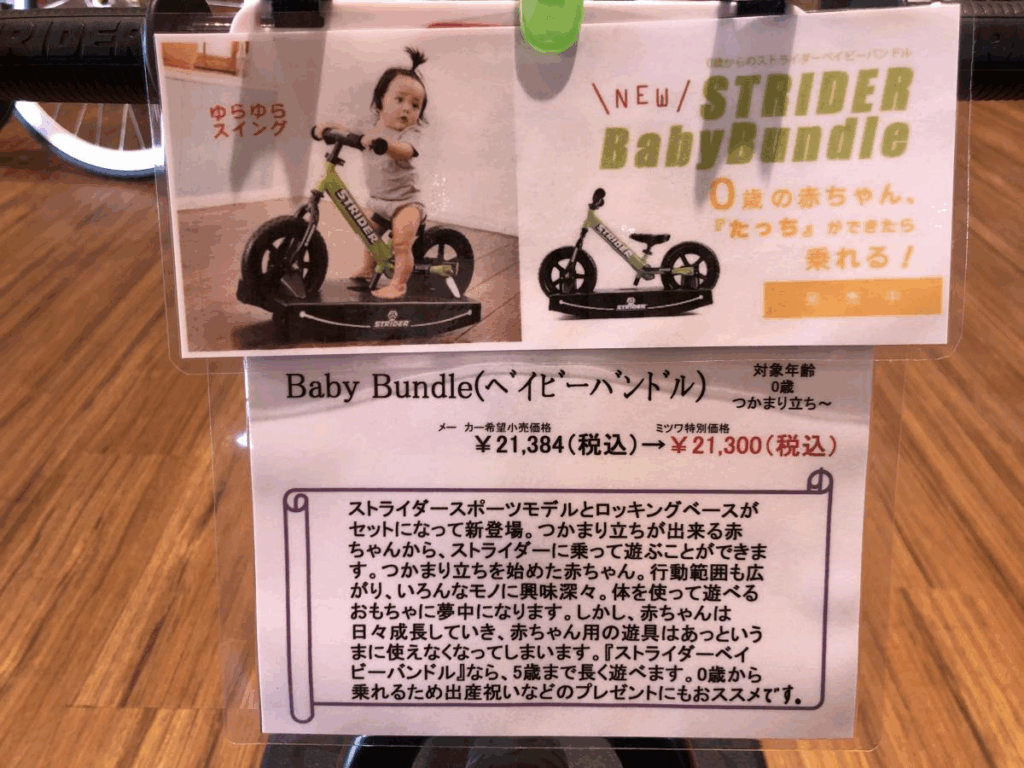 STRIDER
ゆらゆら
スイング
STRIDER
STRIDER
0歳からのストライダーベイビーバンドル
NEW
STRIDER
BabyBundle
0歳の赤ちゃん、
『たっち』ができたら
乗れる！
発売中
STRIDER
STRIDER
Baby Bundle(ベイビーバンドル)
対象年齢
0歳
つかまり立ち～
メーカー希望小売価格
ミツワ特別価格
￥21,384(税込)→￥21,300(税込)
ストライダースポーツモデルとロッキングベースが
セットになって新登場。つかまり立ちが出来る赤
ちゃんから、ストライダーに乗って遊ぶことができま
す。つかまり立ちを始めた赤ちゃん。行動範囲も広
がり、いろんなモノに興味深々。体を使って遊べる
おもちゃに夢中になります。しかし、赤ちゃんは
日々成長していき、赤ちゃん用の遊具はあっという
まに使えなくなってしまいます。『ストライダーベイ
ビーバンドル』なら、5歳まで長く遊べます。0歳から
乗れるため出産祝いなどのプレゼントにもおススメです。